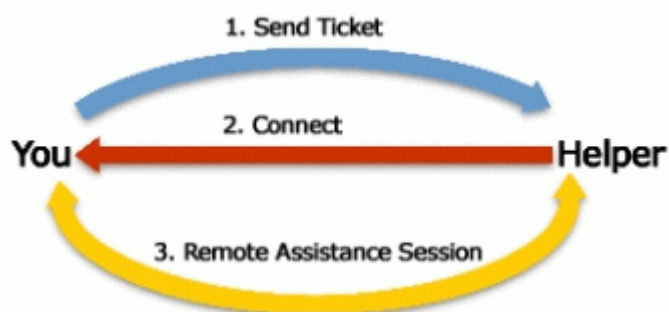 1. Send Ticket
2. Connect
You Helper
3. Remote Assistance Session